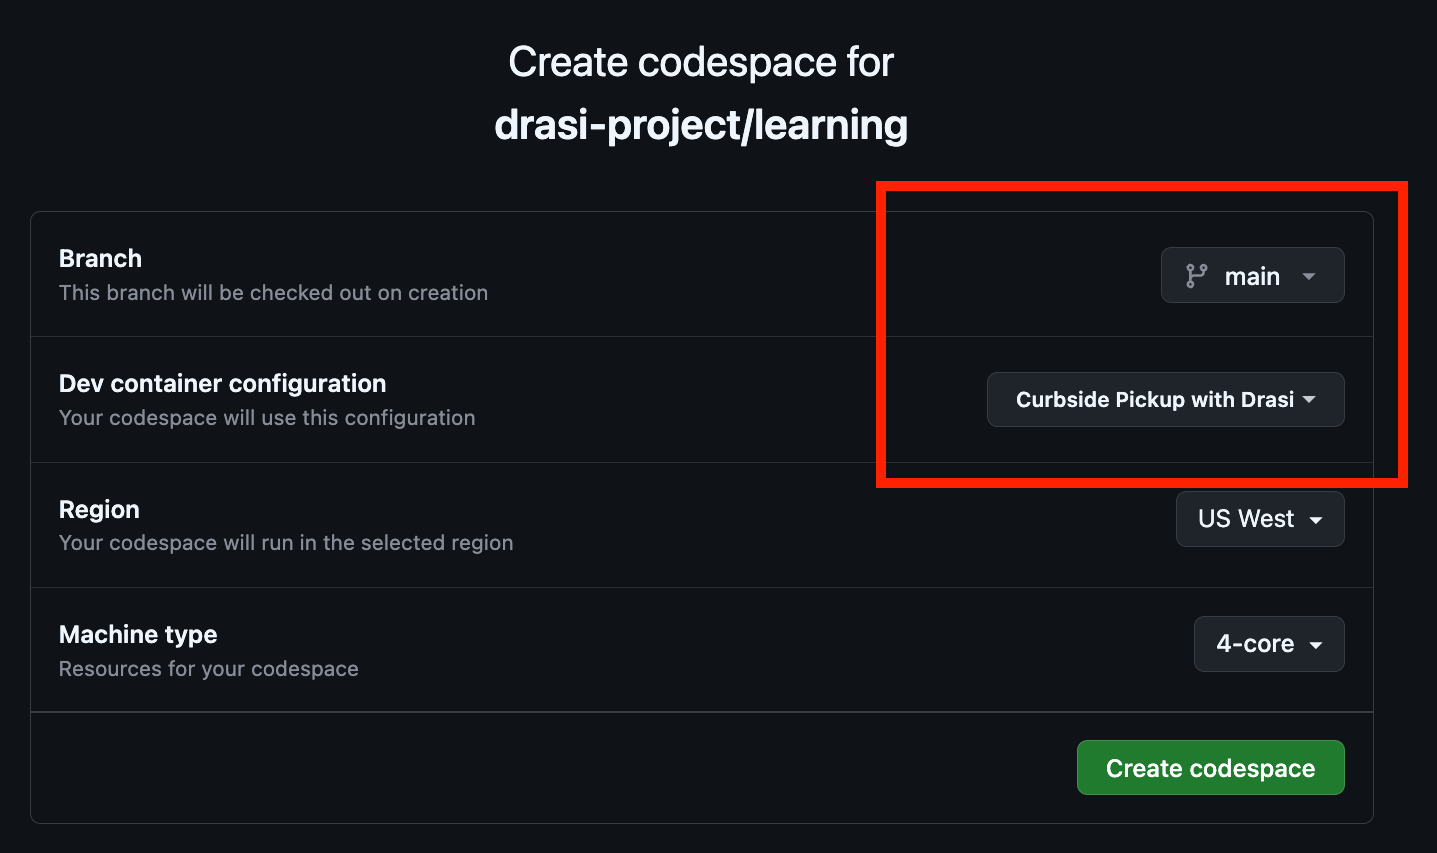 Create codespace for
drasi-project/learning
Branch
This branch will be checked out on creation
main
Dev container configuration
Your codespace will use this configuration
Curbside Pickup with Drasi
Region
Your codespace will run in the selected region
US West
Machine type
Resources for your codespace
4-core
Create codespace